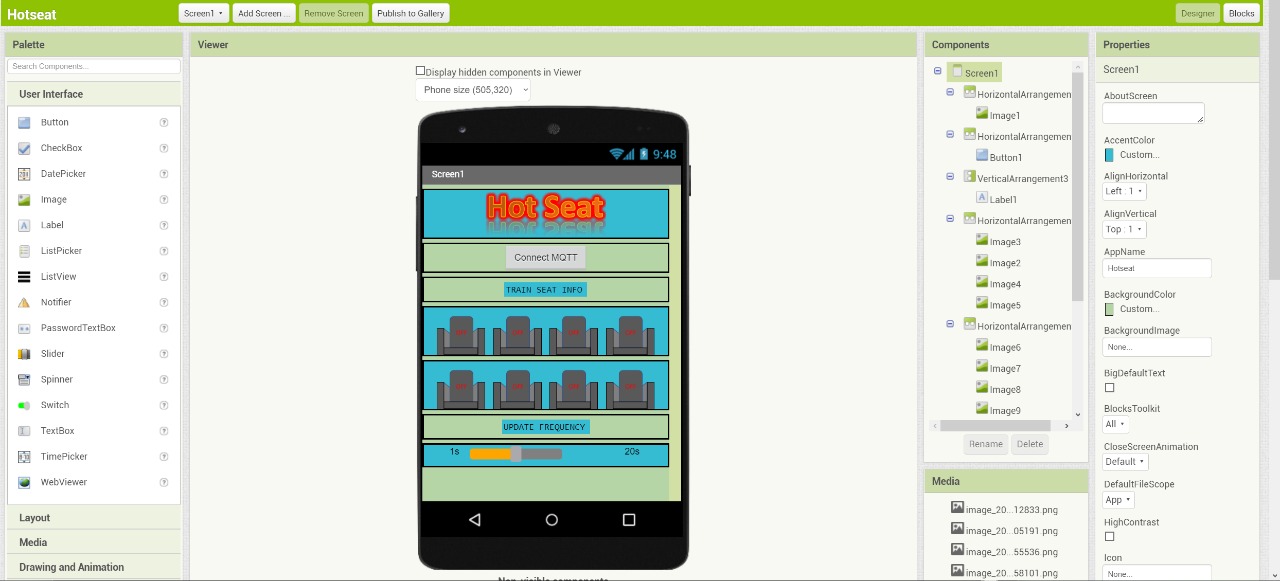 Hotseat
Screen1
Add Screen ...
Remove Screen
Publish to Gallery
Designer
Blocks
Palette
Search Components...
User Interface
Button
CheckBox
DatePicker
Image
Label
ListPicker
ListView
Notifier
PasswordTextBox
Slider
Spinner
Switch
TextBox
TimePicker
WebViewer
Layout
Media
Drawing and Animation
Viewer
Display hidden components in Viewer
Phone size (505,320)
9:48
Screen1
Hot Seat
Connect MQTT
TRAIN SEAT INFO
UPDATE FREQUENCY
1s
20s
Non-visible components
Components
Screen1
HorizontalArrangemen
Image1
HorizontalArrangemen
Button1
VerticalArrangement3
Label1
HorizontalArrangemen
Image3
Image2
Image4
Image5
HorizontalArrangemen
Image6
Image7
Image8
Image9
Rename
Delete
Media
image_20...12833.png
image_20...05191.png
image_20...55536.png
image_20...58101.png
Properties
Screen1
AboutScreen
AccentColor
Custom...
AlignHorizontal
Left : 1
AlignVertical
Top : 1
AppName
Hotseat
BackgroundColor
Custom...
BackgroundImage
None...
BigDefaultText
BlocksToolkit
All
CloseScreenAnimation
Default
DefaultFileScope
App
HighContrast
Icon
None...